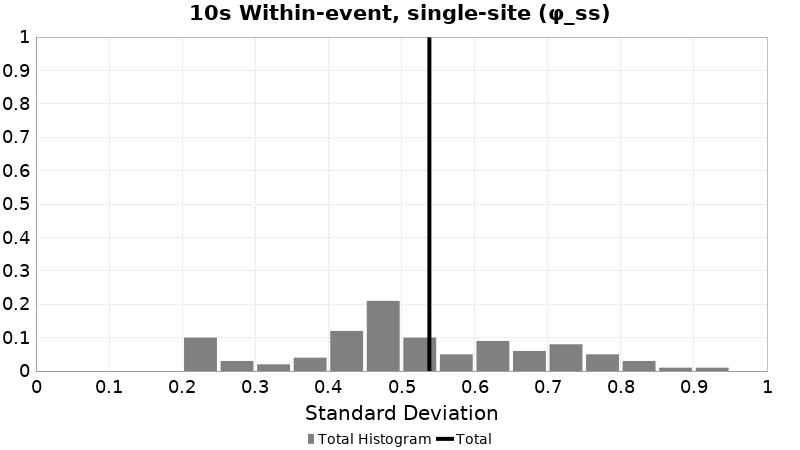 10s Within-event, single-site (φ_ss)
1
0.9
0.8
0.7
0.6
0.5
0.4
0.3
0.2
0.1
0
0 0.1 0.2 0.3 0.4 0.5 0.6 0.7 0.8 0.9 1
Standard Deviation
Total Histogram Total